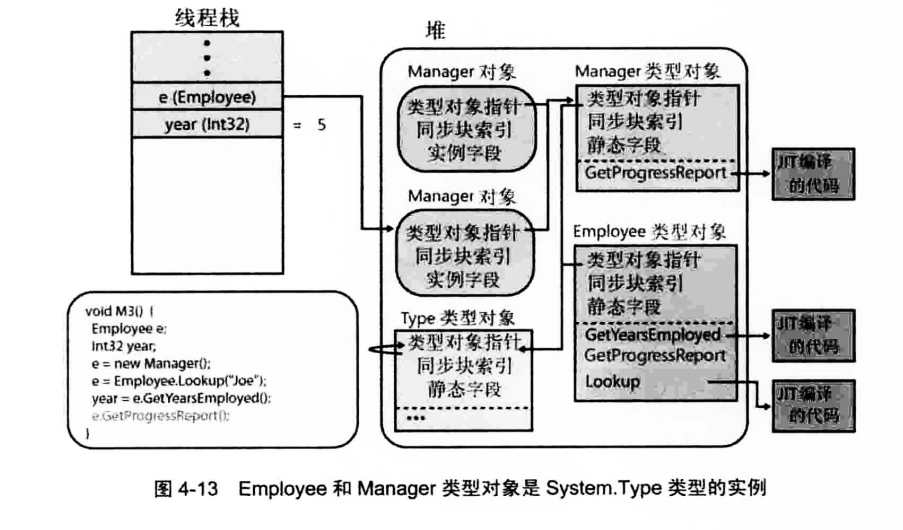 线程栈
e (Employee)
year (Int32)
= 5
堆
Manager 对象
类型对象指针
同步块索引
实例字段
Manager 对象
类型对象指针
同步块索引
实例字段
Type 类型对象
类型对象指针
同步块索引
静态字段
Manager 类型对象
类型对象指针
同步块索引
静态字段
GetProgressReport
JIT编译
的代码
Employee 类型对象
类型对象指针
同步块索引
静态字段
GetYearsEmployed
GetProgressReport
Lookup
JIT编译
的代码
JIT编译
的代码
void M3() {
Employee e;
Int32 year;
e = new Manager();
e = Employee.Lookup("Joe");
year = e.GetYearsEmployed();
e.GetProgressReport();
}
图 4-13 Employee 和 Manager 类型对象是 System.Type 类型的实例